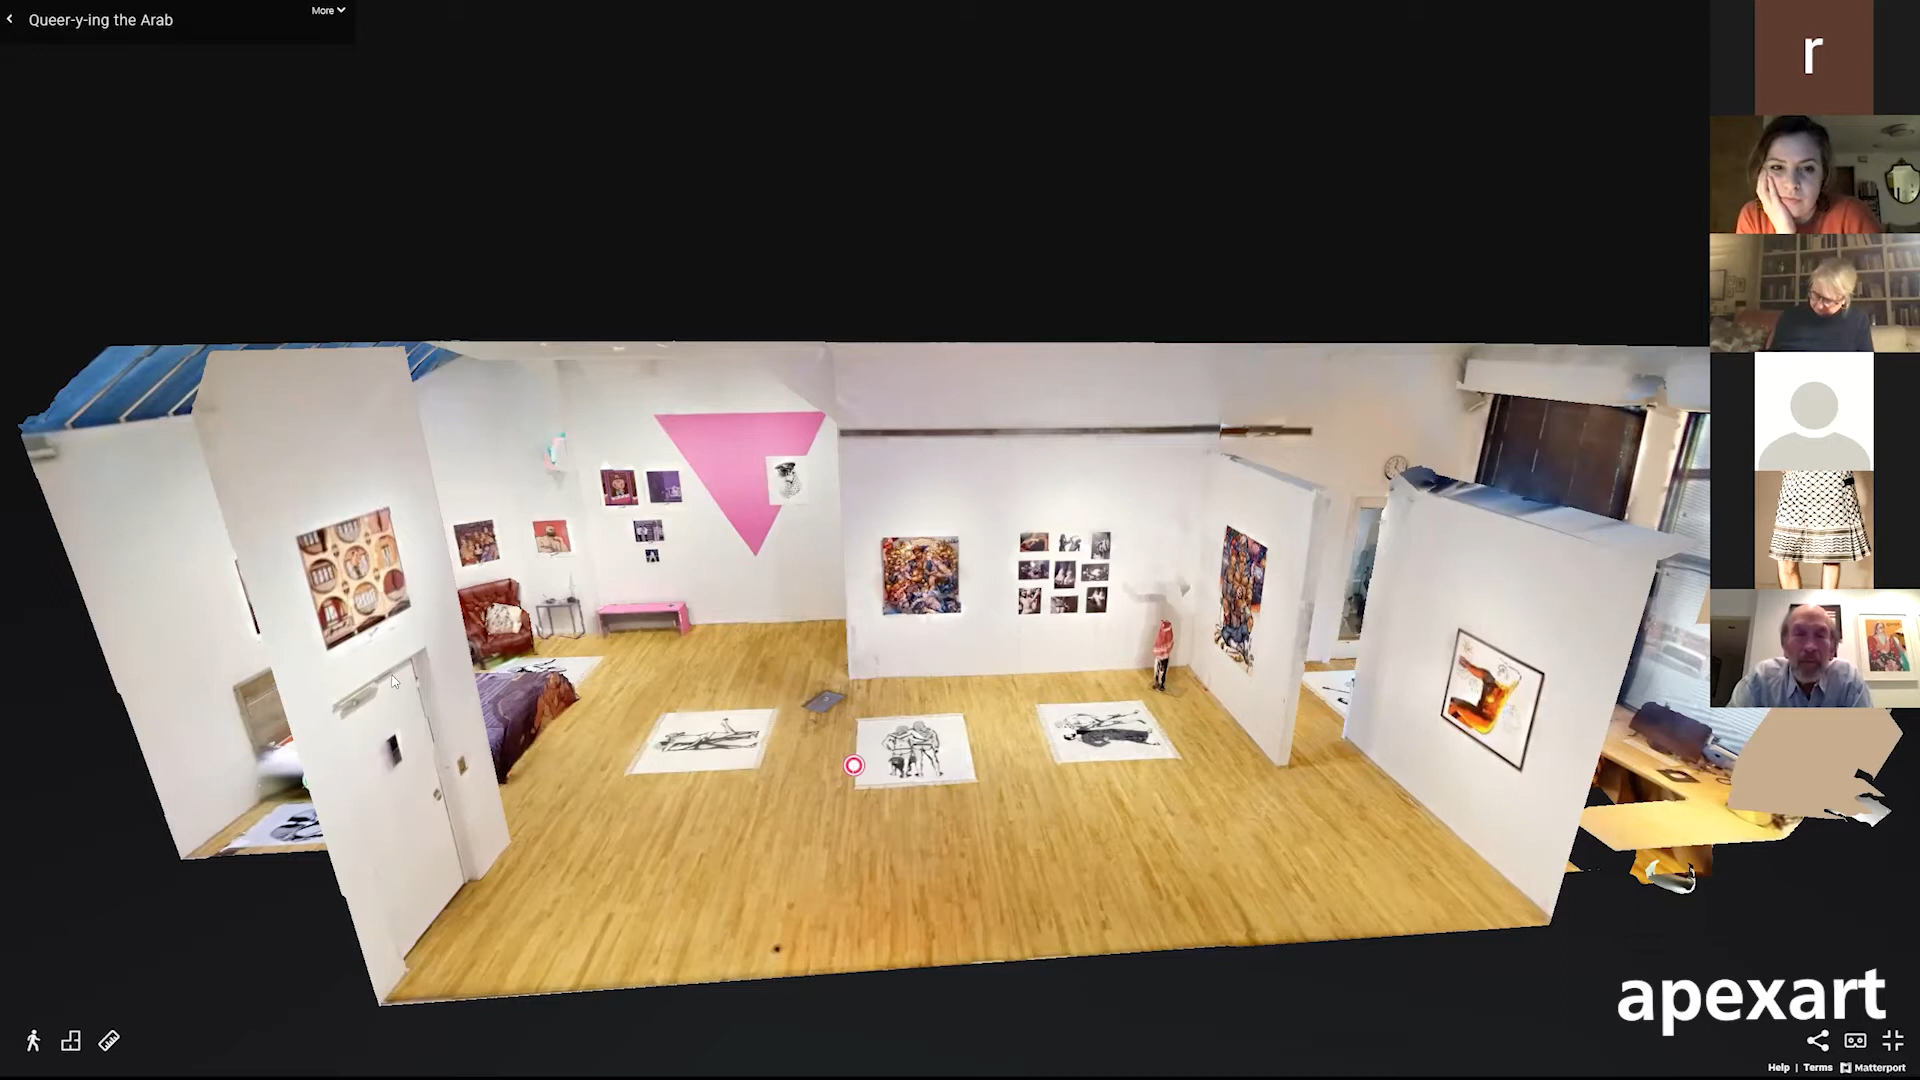 Queer-y-ing the Arab
More
r
apexart
Help | Terms Matterport